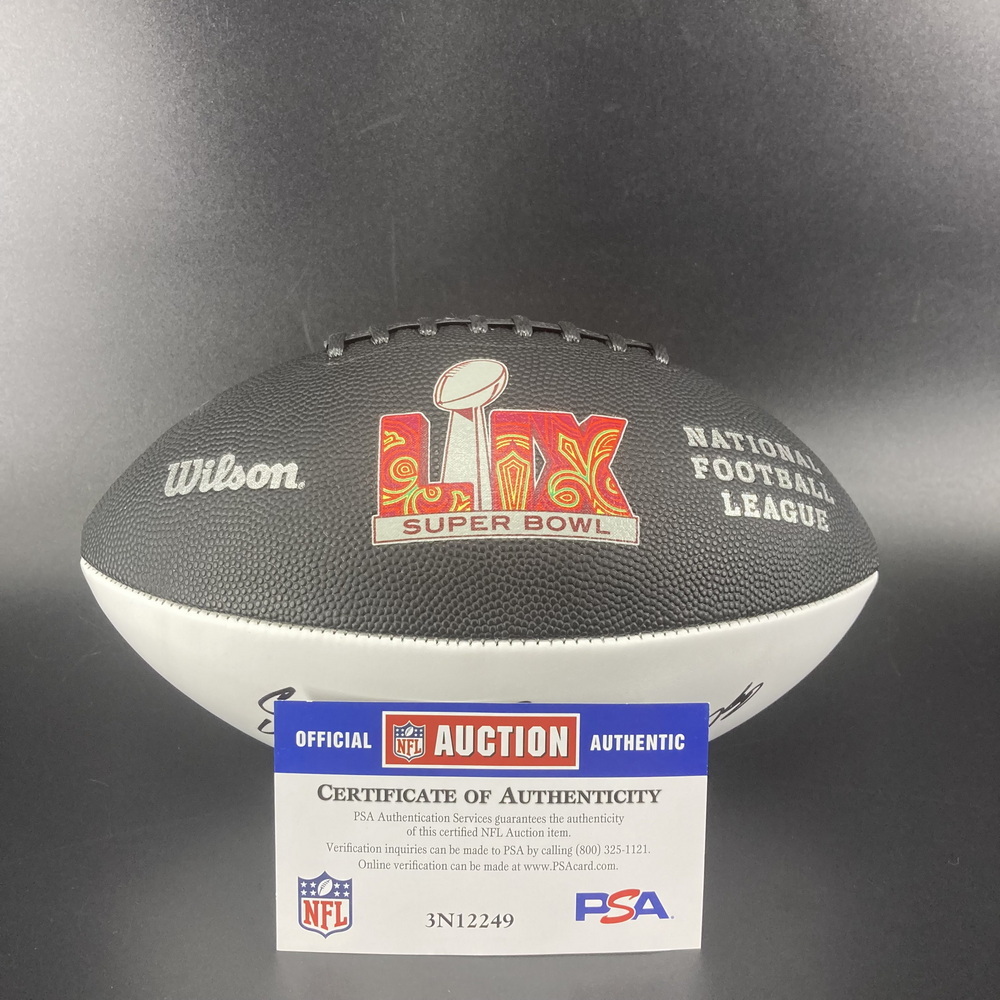 Wilson.
LIX
SUPER BOWL
NATIONAL
FOOTBALL
LEAGUE
OFFICIAL NFL AUCTION AUTHENTIC
CERTIFICATE OF AUTHENTICITY
PSA Authentication Services guarantees the authenticity
of this certified NFL Auction item.
Verification inquiries can be made to PSA by calling (800) 325-1121.
Online verification can be made at www.PSAcard.com.
NFL
3N12249
PSA